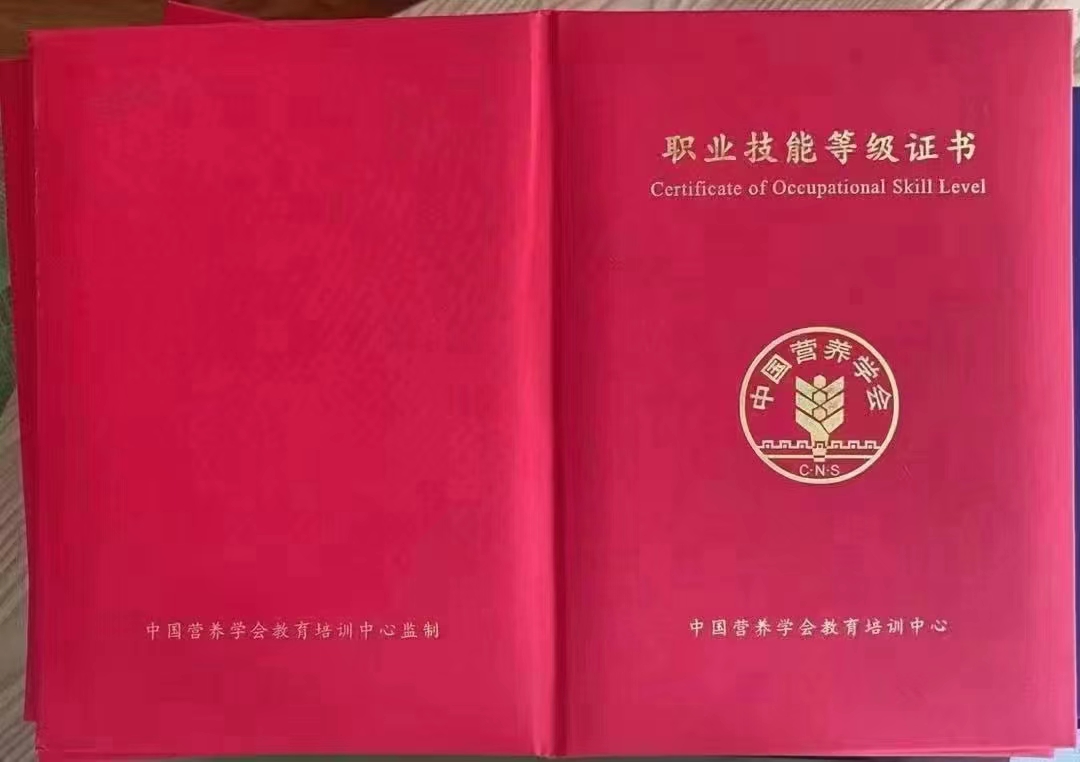 职业技能等级证书
Certificate of Occupational Skill Level
中国营养学会
C·N·S
中国营养学会教育培训中心监制
中国营养学会教育培训中心